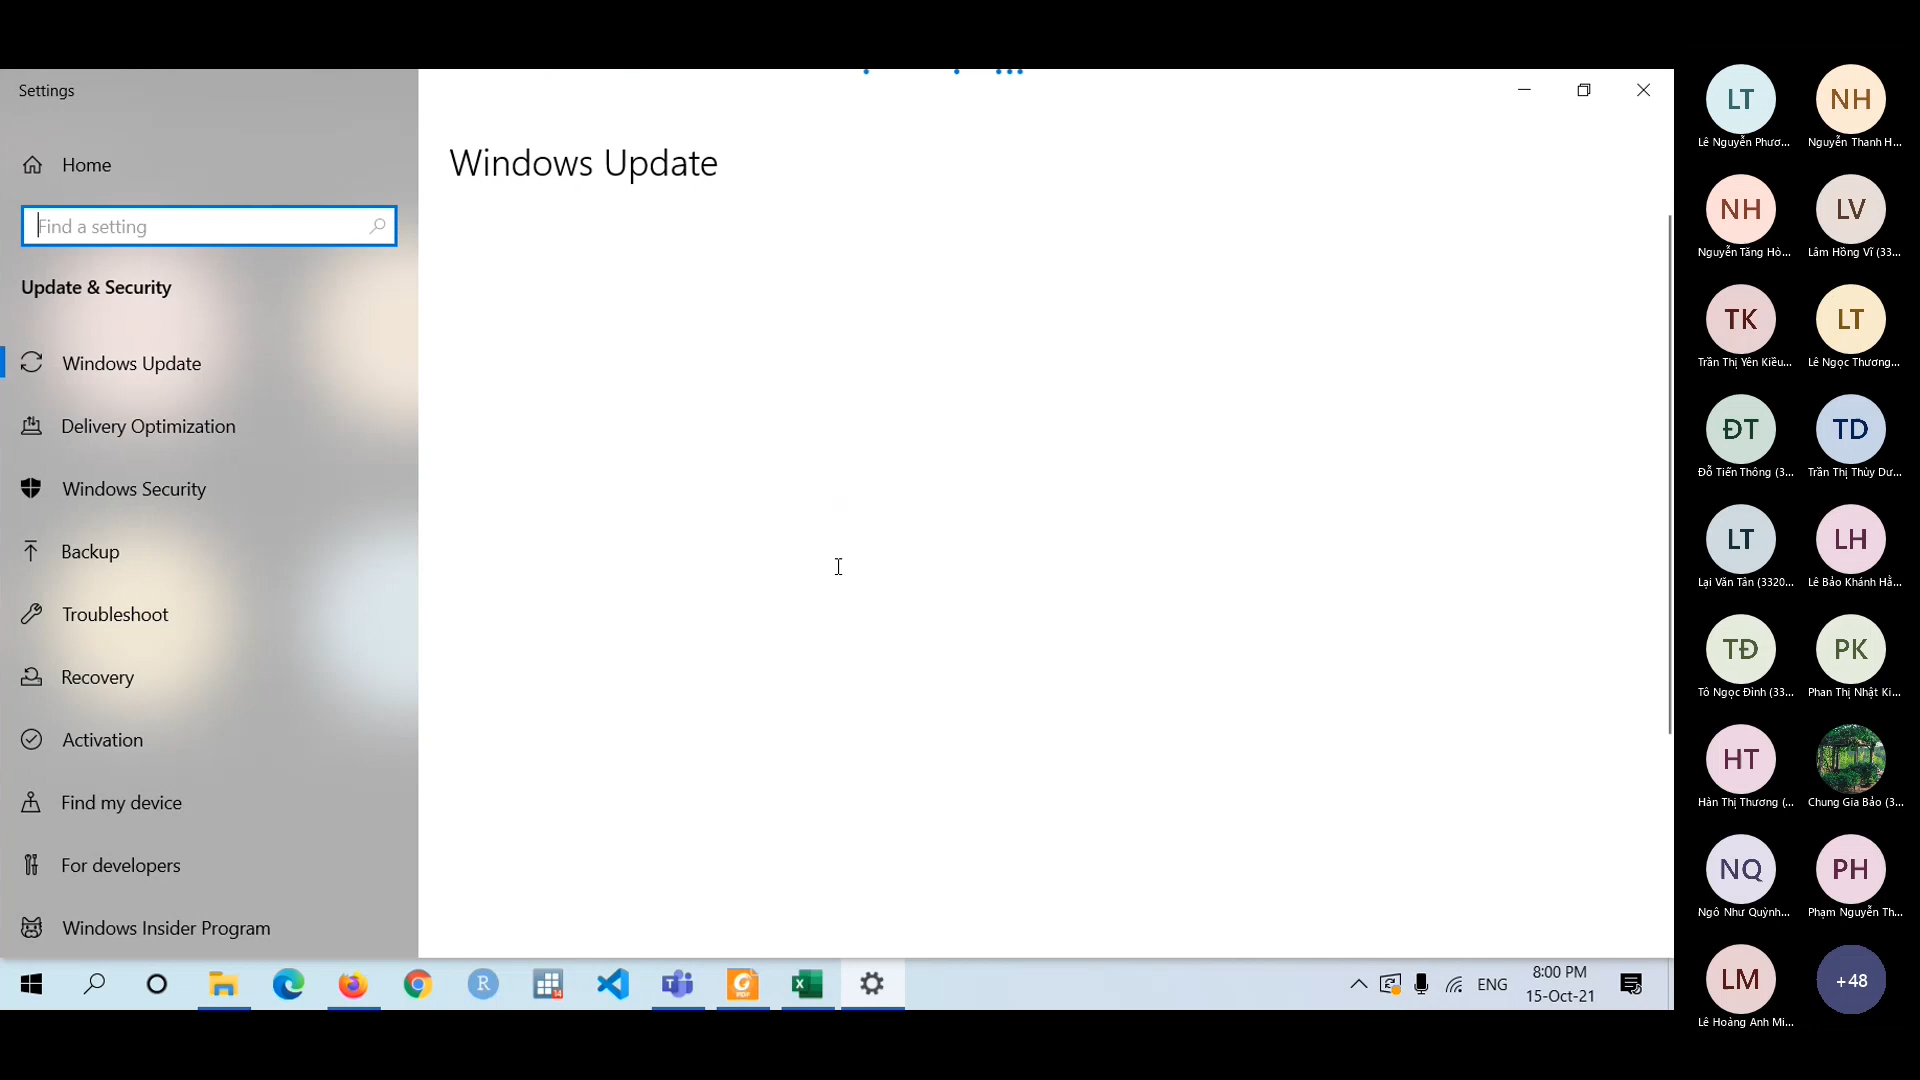 Settings
Home
Find a setting
Update & Security
Windows Update
Delivery Optimization
Windows Security
Backup
Troubleshoot
Recovery
Activation
Find my device
For developers
Windows Insider Program
Windows Update
ENG
8:00 PM
15-Oct-21
LT
Lê Nguyễn Phươ...
NH
Nguyễn Thanh H...
NH
Nguyễn Tăng Hò...
LV
Lâm Hồng Vĩ (33...
TK
Trần Thị Yên Kiều...
LT
Lê Ngọc Thương...
ĐT
Đỗ Tiến Thông (3...
TD
Trần Thị Thùy Dư...
LT
Lại Văn Tân (3320...
LH
Lê Bảo Khánh Hằ...
TĐ
Tô Ngọc Đỉnh (33...
PK
Phan Thị Nhật Ki...
HT
Hàn Thị Thương (...
Chung Gia Bảo (3...
NQ
Ngô Như Quỳnh...
PH
Phạm Nguyễn Th...
LM
Lê Hoàng Anh Mi...
+48